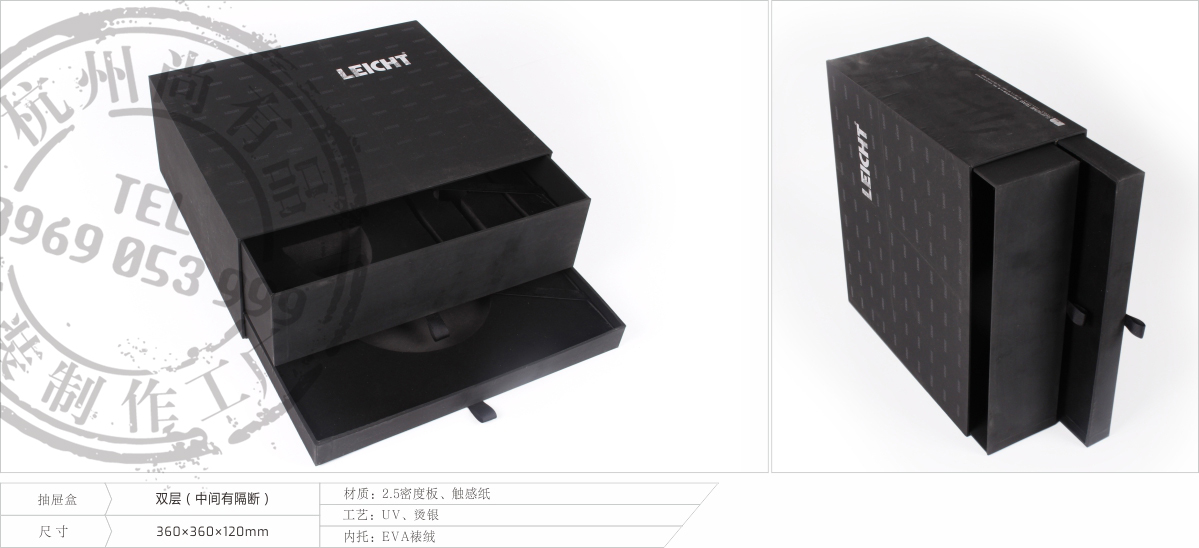 LEICHT
LEICHT
杭州尚有品
TEL
3969 053 999
装制作工
抽屉盒
双层（中间有隔断）
尺寸
360×360×120mm
材质：2.5密度板、触感纸
工艺：UV、烫银
内托：EVA裱绒